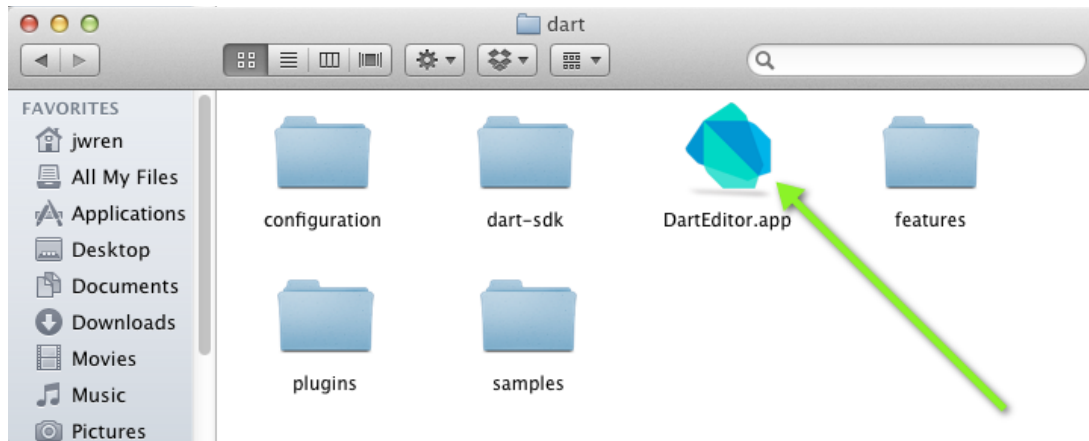 dart
FAVORITES
jwren
All My Files
Applications
Desktop
Documents
Downloads
Movies
Music
Pictures
configuration
dart-sdk
DartEditor.app
features
plugins
samples